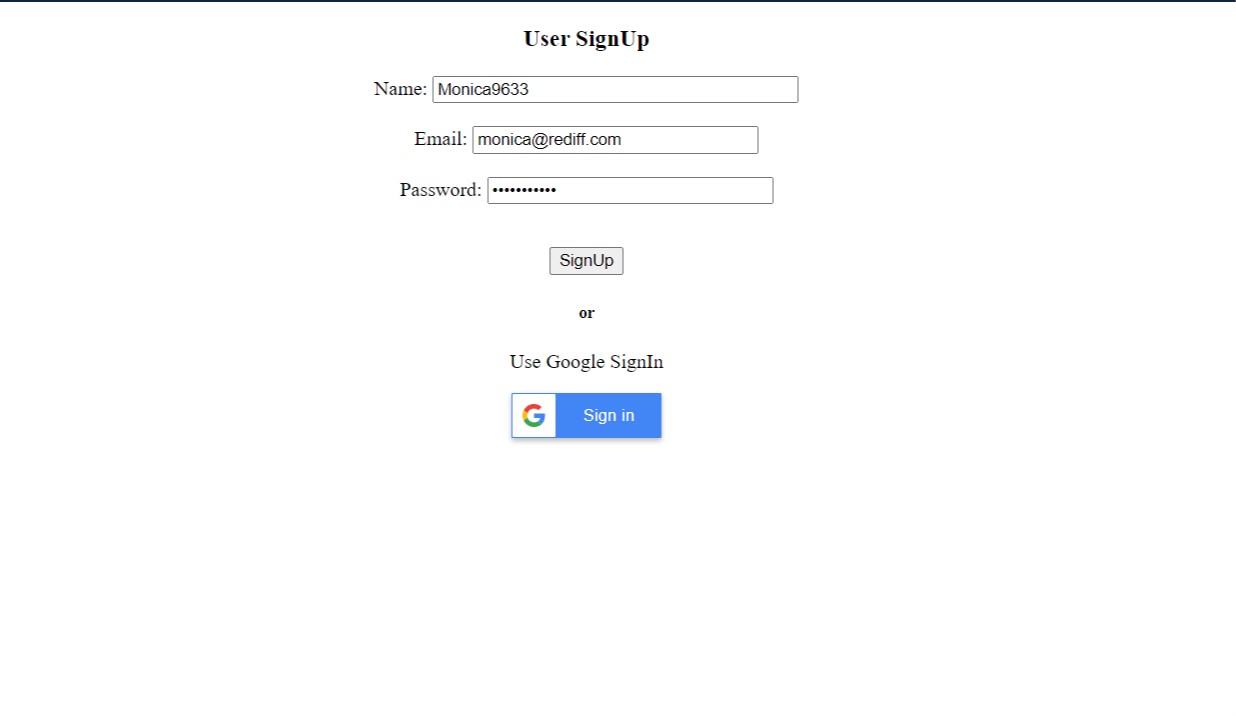 User SignUp
Name: Monica9633
Email: monica@rediff.com
Password: •••••••••••
SignUp
or
Use Google SignIn
G Sign in